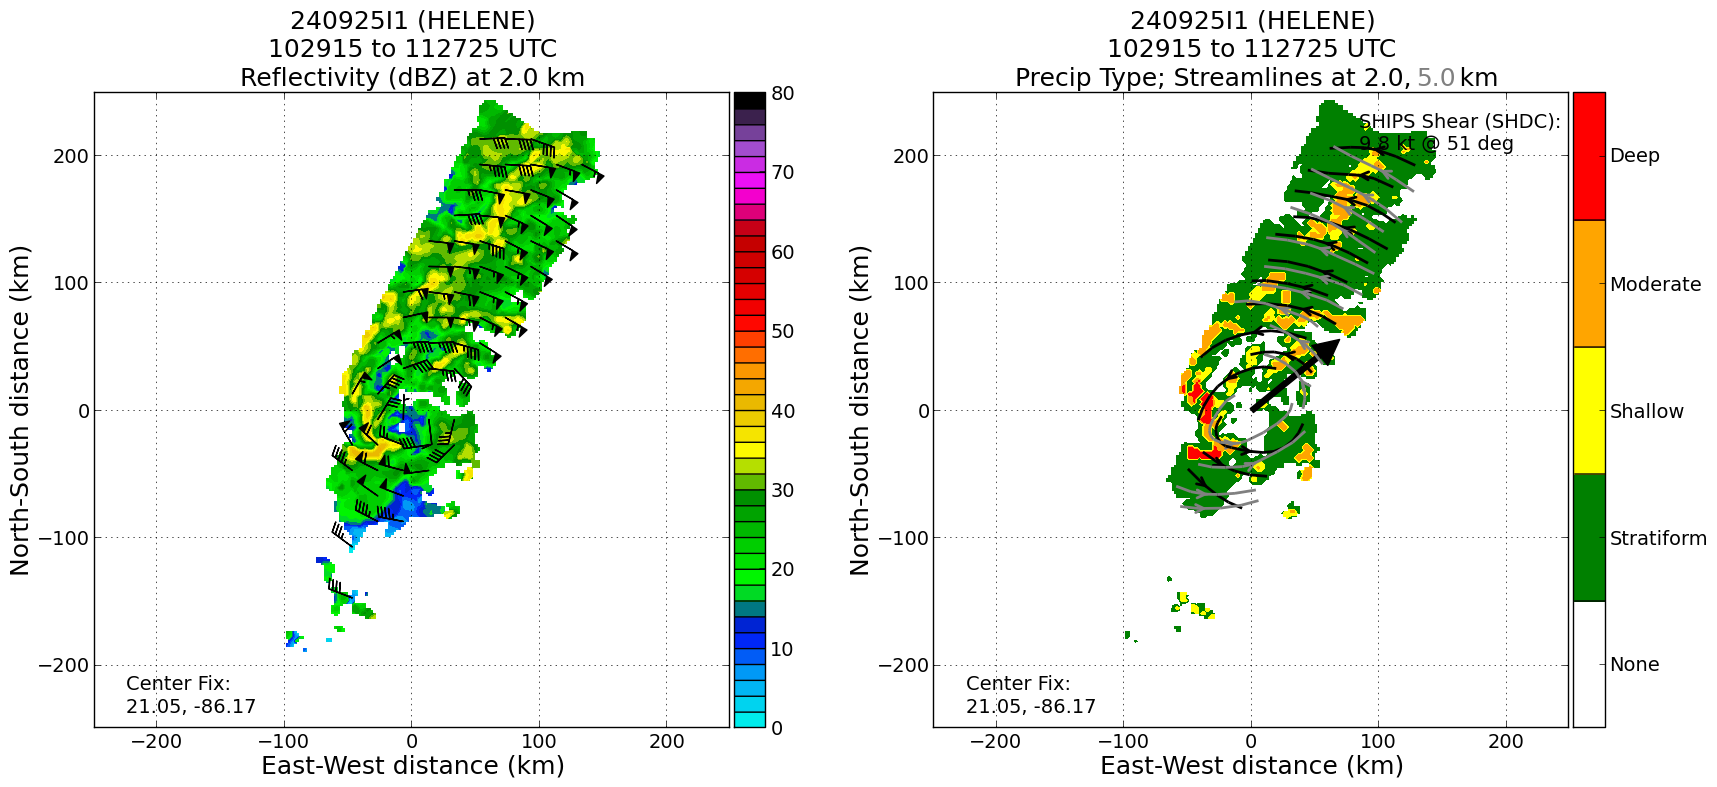 240925I1 (HELENE)
102915 to 112725 UTC
Reflectivity (dBZ) at 2.0 km
North-South distance (km)
200
100
0
−100
−200
Center Fix:
21.05, -86.17
−200 −100 0 100 200
East-West distance (km)
80
70
60
50
40
30
20
10
0
240925I1 (HELENE)
102915 to 112725 UTC
Precip Type; Streamlines at 2.0, 5.0 km
North-South distance (km)
200
100
0
−100
−200
SHIPS Shear (SHDC):
9.8 kt @ 51 deg
Center Fix:
21.05, -86.17
−200 −100 0 100 200
East-West distance (km)
Deep
Moderate
Shallow
Stratiform
None